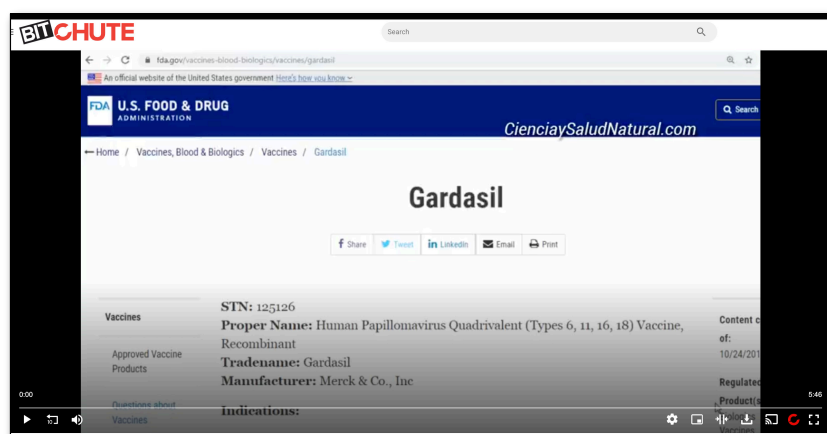 BITCHUTE
Search
fda.gov/vaccines-blood-biologics/vaccines/gardasil
An official website of the United States government Here's how you know
FDA U.S. FOOD & DRUG
ADMINISTRATION
Search
CienciaySaludNatural.com
Home / Vaccines, Blood & Biologics / Vaccines / Gardasil
Gardasil
f Share Tweet in Linkedin Email Print
STN: 125126
Vaccines
Proper Name: Human Papillomavirus Quadrivalent (Types 6, 11, 16, 18) Vaccine,
Recombinant
Content c
of:
Approved Vaccine
Products
Tradename: Gardasil
10/24/201
Manufacturer: Merck & Co., Inc
Regulated
0:00
5:46
Product(s
Questions about
Vaccines
Indications:
Biologics
Vaccines
10